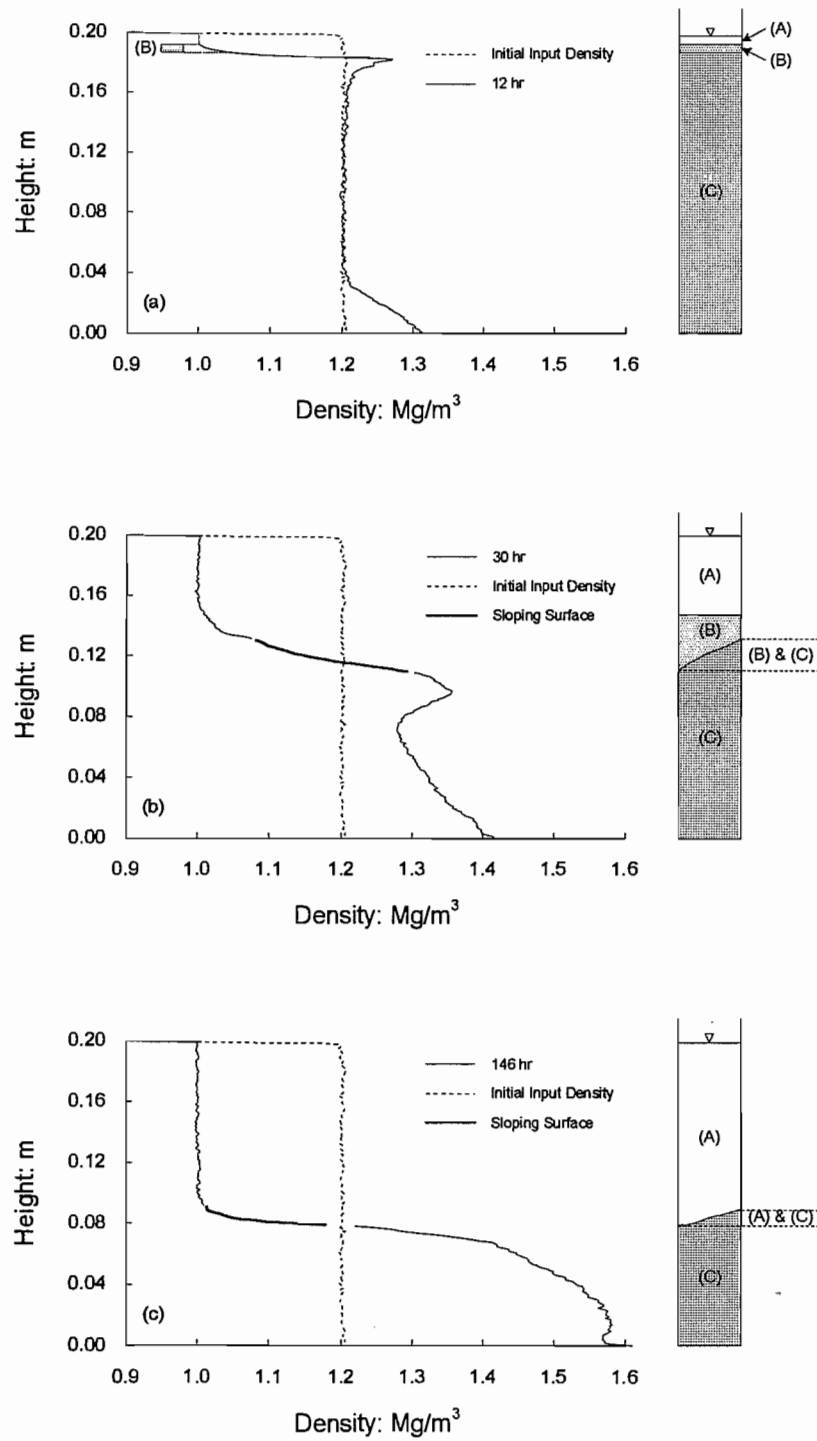 0.20
0.16
0.12
0.08
0.04
0.00
Height: m
(B)
Initial Input Density
12 hr
(a)
0.9 1.0 1.1 1.2 1.3 1.4 1.5 1.6
Density: Mg/m³
(A)
(B)
(C)
0.20
0.16
0.12
0.08
0.04
0.00
Height: m
30 hr
Initial Input Density
Sloping Surface
(b)
0.9 1.0 1.1 1.2 1.3 1.4 1.5 1.6
Density: Mg/m³
(A)
(B)
(B) & (C)
(C)
0.20
0.16
0.12
0.08
0.04
0.00
Height: m
146 hr
Initial Input Density
Sloping Surface
(c)
0.9 1.0 1.1 1.2 1.3 1.4 1.5 1.6
Density: Mg/m³
(A)
(A) & (C)
(C)